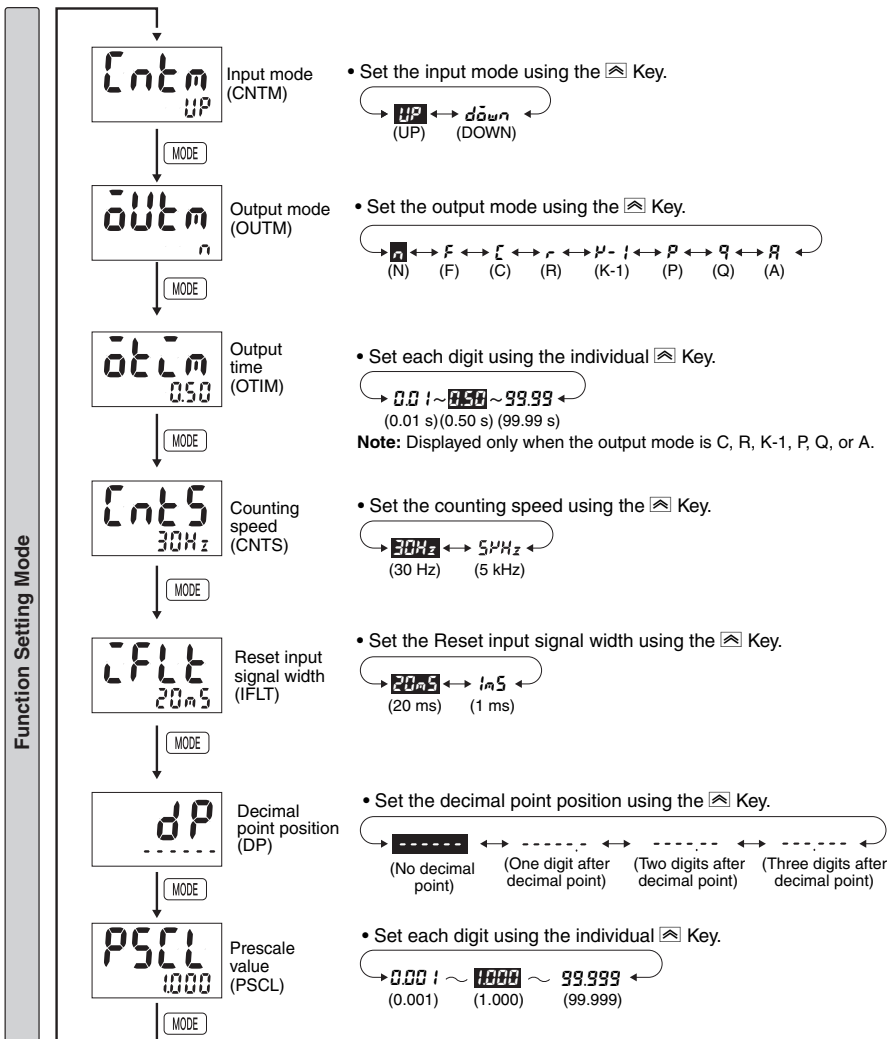 Function Setting Mode
Cntm
UP
Input mode
(CNTM)
• Set the input mode using the Key.
UP down
(UP) (DOWN)
MODE
oUtm
n
Output mode
(OUTM)
• Set the output mode using the Key.
n F C r K-1 P q A
(N) (F) (C) (R) (K-1) (P) (Q) (A)
MODE
otim
0.50
Output
time
(OTIM)
• Set each digit using the individual Key.
0.01~0.50~99.99
(0.01 s)(0.50 s) (99.99 s)
Note: Displayed only when the output mode is C, R, K-1, P, Q, or A.
MODE
CntS
30Hz
Counting
speed
(CNTS)
• Set the counting speed using the Key.
30Hz 5KHz
(30 Hz) (5 kHz)
MODE
iFLt
20mS
Reset input
signal width
(IFLT)
• Set the Reset input signal width using the Key.
20mS 1mS
(20 ms) (1 ms)
MODE
dP
------
Decimal
point position
(DP)
• Set the decimal point position using the Key.
------ -----.- ----.-- ---.---
(No decimal
point)
(One digit after
decimal point)
(Two digits after
decimal point)
(Three digits after
decimal point)
MODE
PSCL
1.000
Prescale
value
(PSCL)
• Set each digit using the individual Key.
0.001 ~ 1.000 ~ 99.999
(0.001) (1.000) (99.999)
MODE